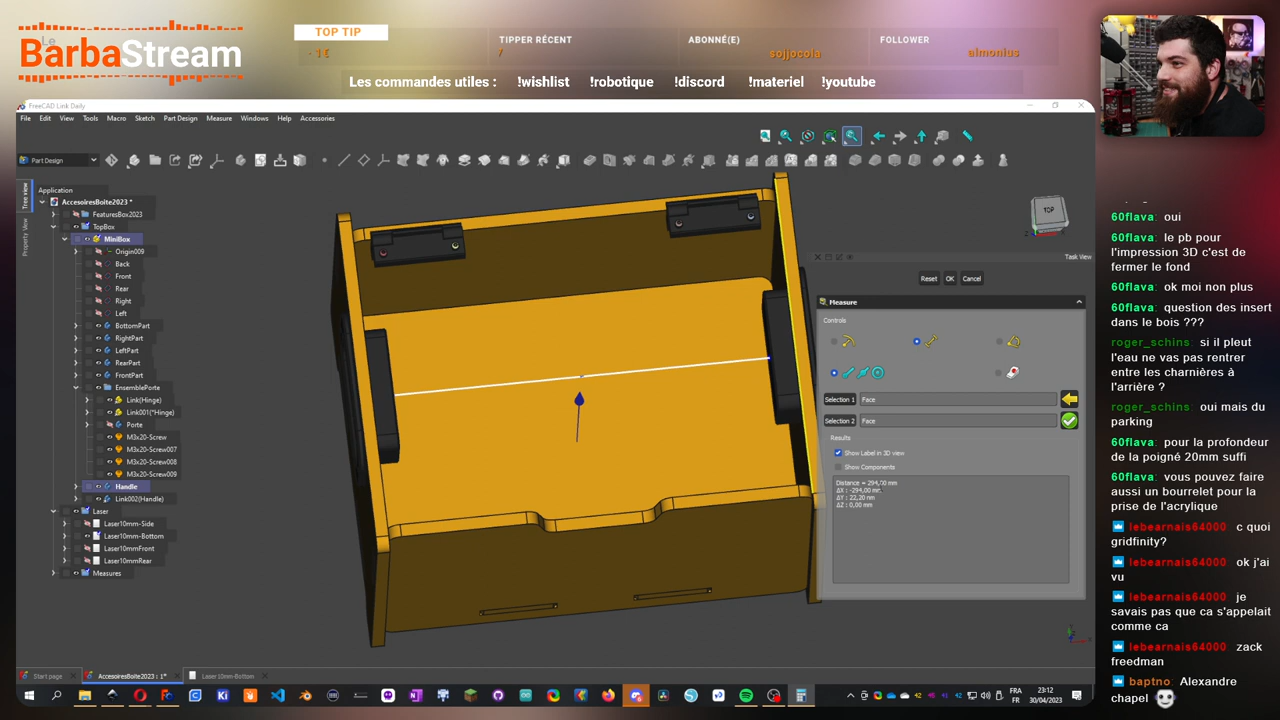 Le
BarbaStream
TOP TIP
- 1 €
TIPPER RÉCENT
/
ABONNÉ(E)
sojjocola
FOLLOWER
aimonius
Les commandes utiles : !wishlist !robotique !discord !materiel !youtube
FreeCAD Link Daily
File Edit View Tools Macro Sketch Part Design Measure Windows Help Accessories
Part Design
Tree view
Property View
Application
AccesoiresBoite2023 *
FeaturesBox2023
TopBox
MiniBox
Origin009
Back
Front
Rear
Right
Left
BottomPart
RightPart
LeftPart
RearPart
FrontPart
EnsemblePorte
Link(Hinge)
Link001(*Hinge)
Porte
M3x20-Screw
M3x20-Screw007
M3x20-Screw008
M3x20-Screw009
Handle
Link002(Handle)
Laser
Laser10mm-Side
Laser10mm-Bottom
Laser10mmFront
Laser10mmRear
Measures
TOP
Task View
Reset OK Cancel
Measure
Controls
Selection 1 Face
Selection 2 Face
Results
Show Label in 3D view
Show Components
Distance = 294,00 mm
ΔX : -294,00 mm
ΔY : 22,20 mm
ΔZ : 0,00 mm
Start page
AccesoiresBoite2023 : 1*
Laser10mm-Bottom
FRA
FR
23:12
30/04/2023
60flava: oui
60flava: le pb pour
l'impression 3D c'est de
fermer le fond
60flava: ok moi non plus
60flava: question des insert
dans le bois ???
roger_schins: si il pleut
l'eau ne vas pas rentrer
entre les charnières à
l'arrière ?
roger_schins: oui mais du
parking
60flava: pour la profondeur
de la poigné 20mm suffi
60flava: vous pouvez faire
aussi un bourrelet pour la
prise de l'acrylique
lebearnais64000: c quoi
gridfinity?
lebearnais64000: ok j'ai
vu
lebearnais64000: je
savais pas que ca s'appelait
comme ca
lebearnais64000: zack
freedman
baptno: Alexandre
chapel